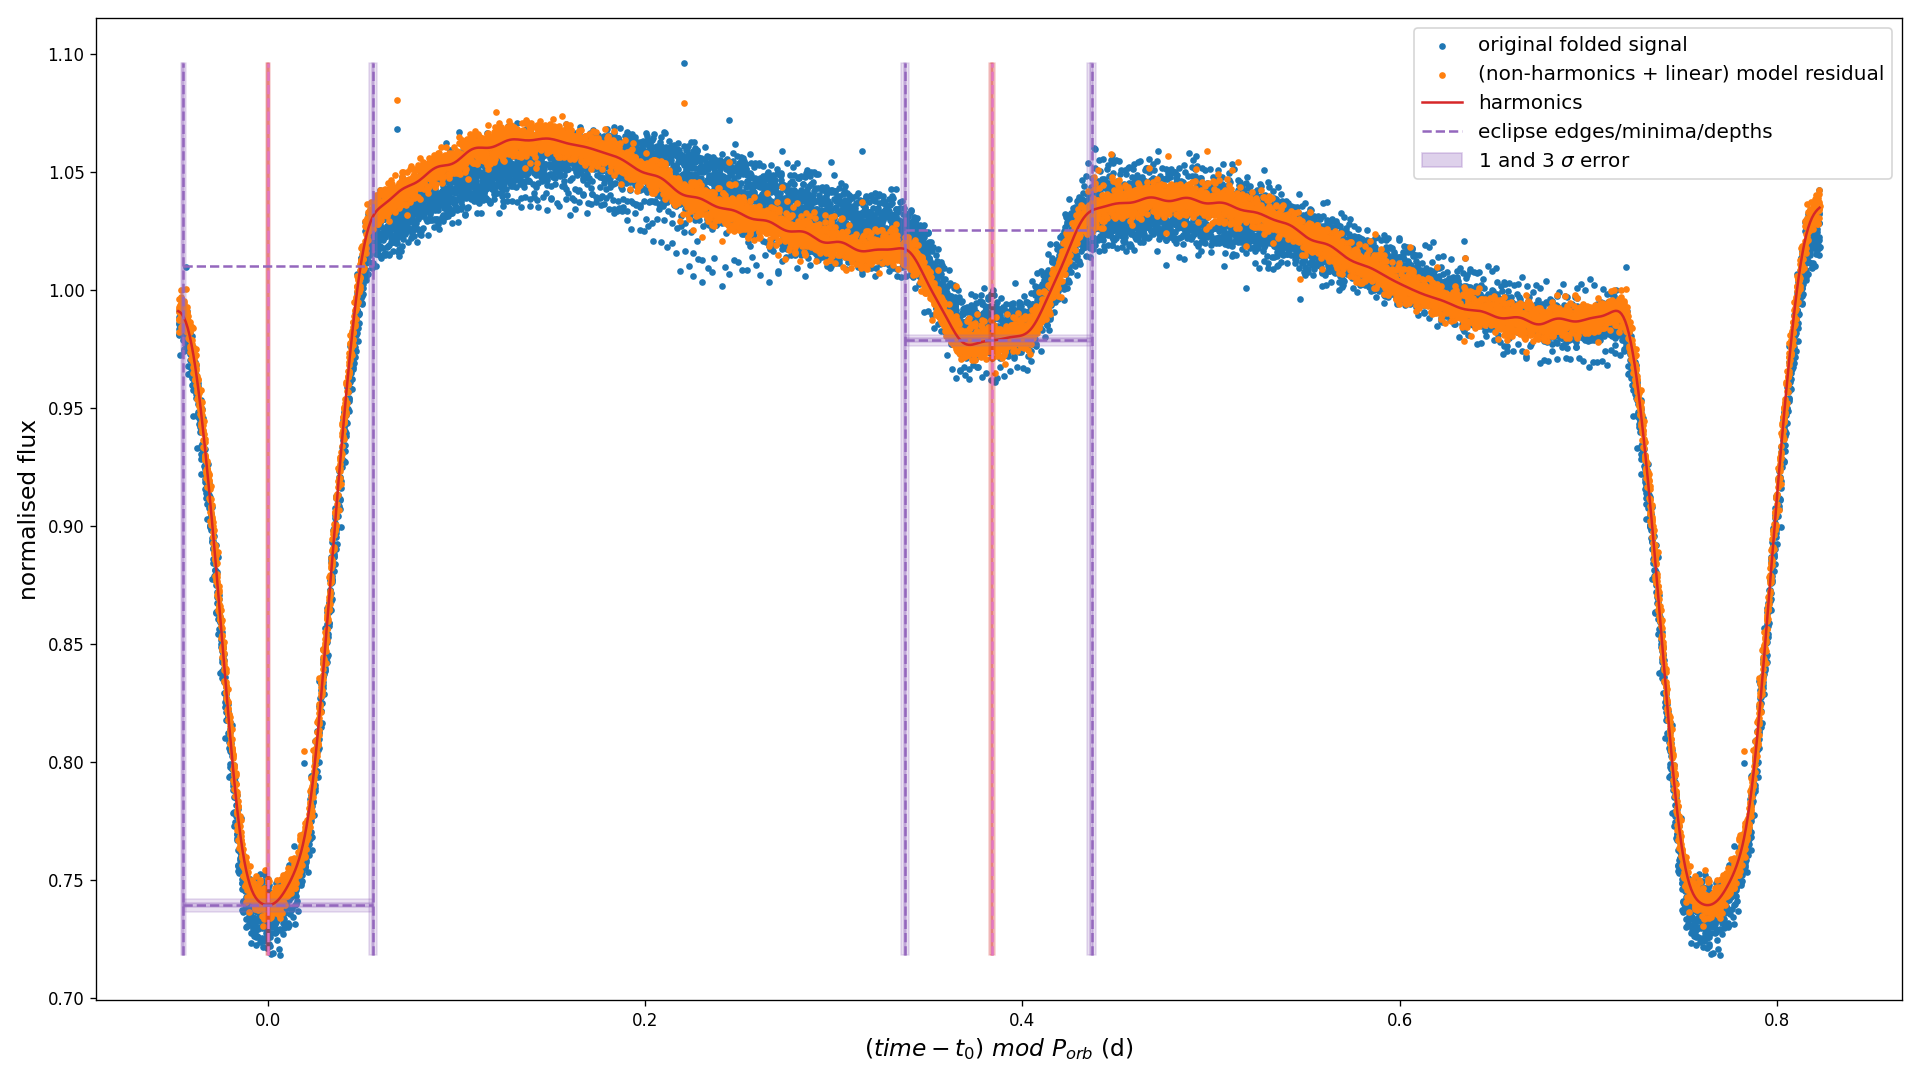 1.10
1.05
1.00
0.95
0.90
0.85
0.80
0.75
0.70
normalised flux
original folded signal
(non-harmonics + linear) model residual
harmonics
eclipse edges/minima/depths
1 and 3 σ error
0.0 0.2 0.4 0.6 0.8
(time − t₀) mod P_orb (d)